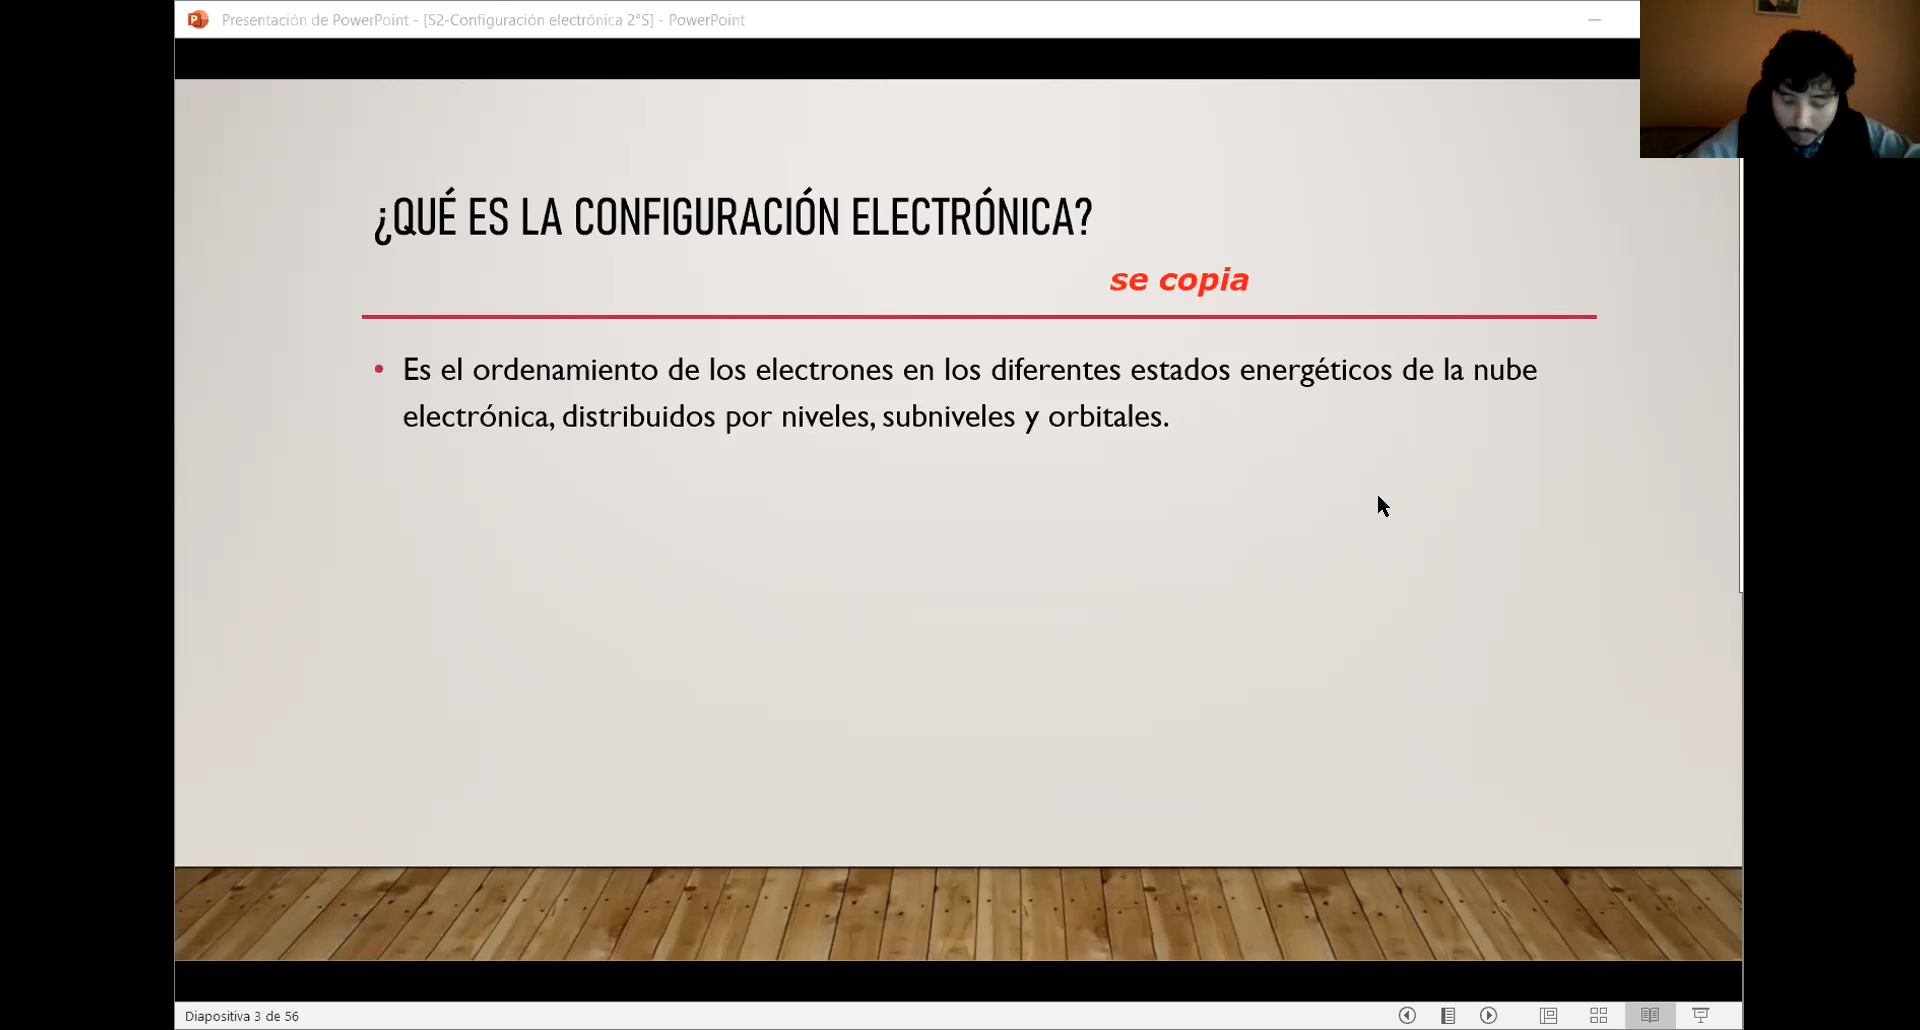 Presentación de PowerPoint - [S2-Configuración electrónica 2°S] - PowerPoint
¿QUÉ ES LA CONFIGURACIÓN ELECTRÓNICA?
se copia
• Es el ordenamiento de los electrones en los diferentes estados energéticos de la nube
electrónica, distribuidos por niveles, subniveles y orbitales.
Diapositiva 3 de 56